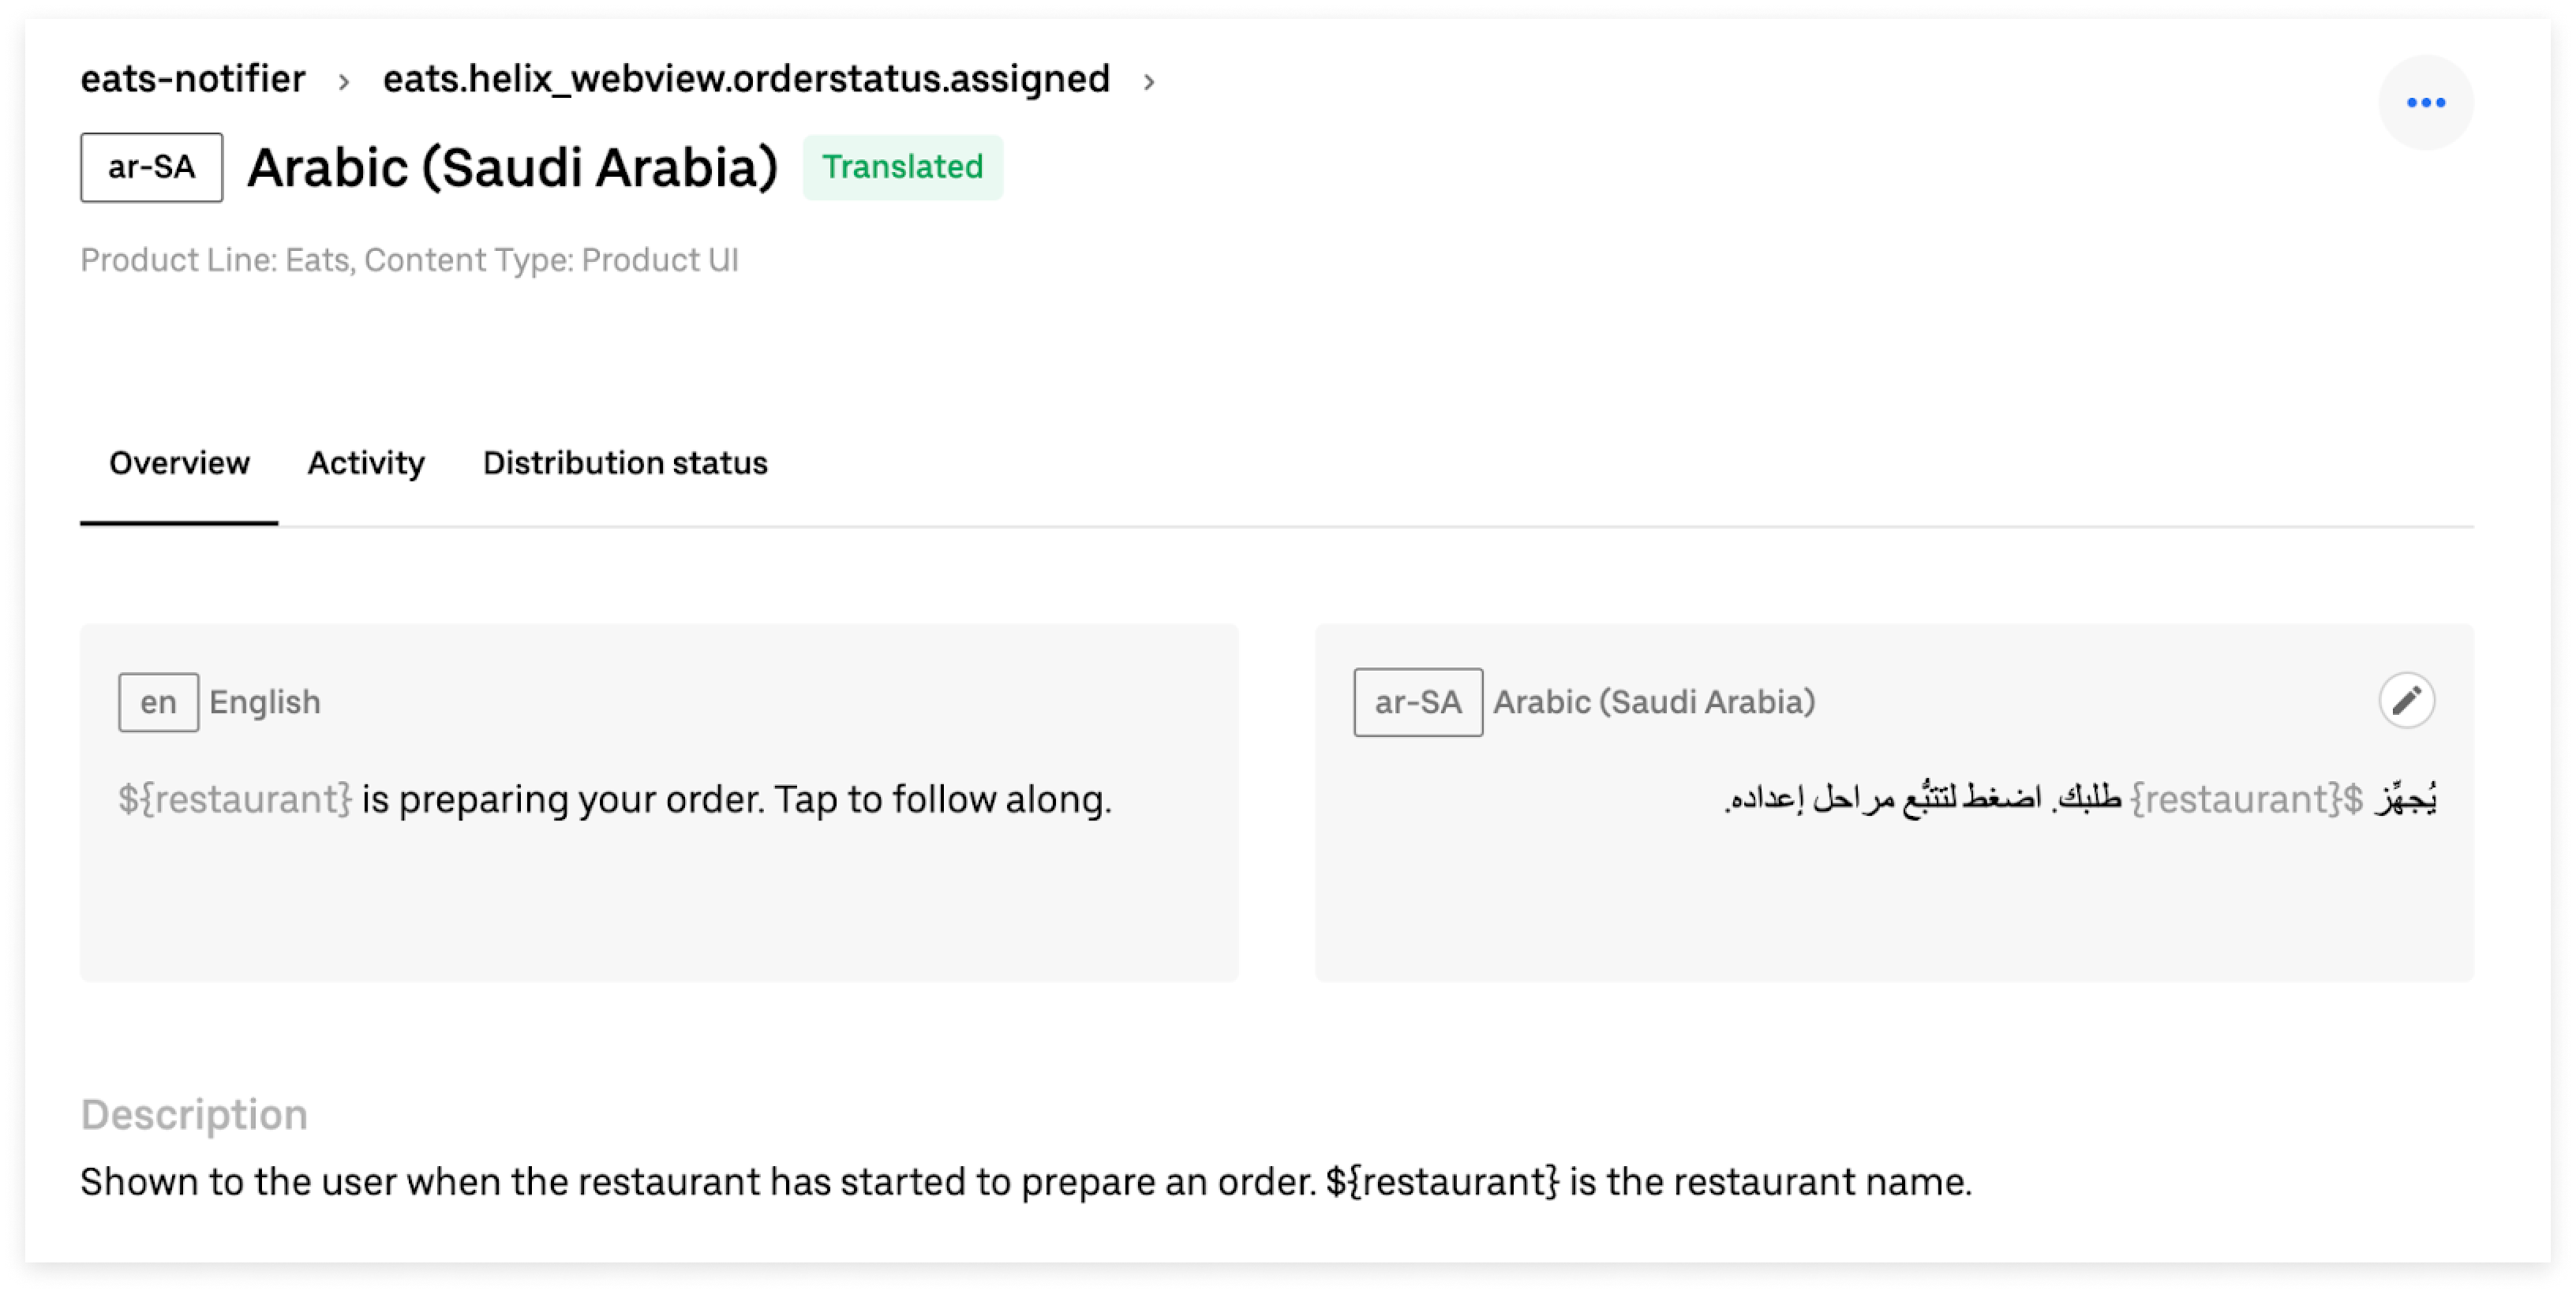 eats-notifier › eats.helix_webview.orderstatus.assigned ›
ar-SA Arabic (Saudi Arabia) Translated
Product Line: Eats, Content Type: Product UI
Overview Activity Distribution status
en English
${restaurant} is preparing your order. Tap to follow along.
ar-SA Arabic (Saudi Arabia)
يُجهِّز ${restaurant} طلبك. اضغط لتتبُّع مراحل إعداده.
Description
Shown to the user when the restaurant has started to prepare an order. ${restaurant} is the restaurant name.